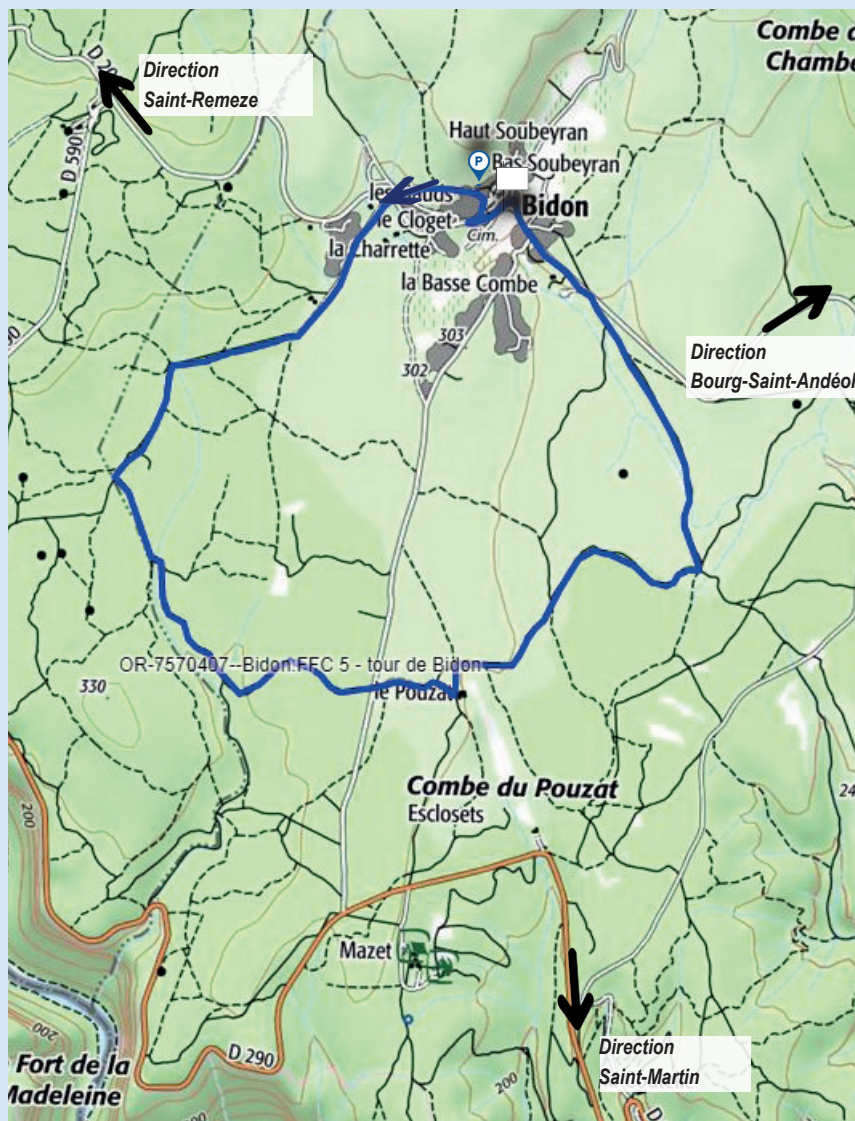 Combe d
Chambe
D 2
Direction
Saint-Remeze
D 590
Haut Soubeyran
P
Bas Soubeyran
Bidon
le Cloget
Cim.
la Charrette
la Basse Combe
303
302
Direction
Bourg-Saint-Andéol
OR-7570407--Bidon:FFC 5 - tour de Bidon
330
le Pouzat
200
Combe du Pouzat
Esclosets
24
Mazet
200
D 290
Fort de la
Madeleine
200
Direction
Saint-Martin
D